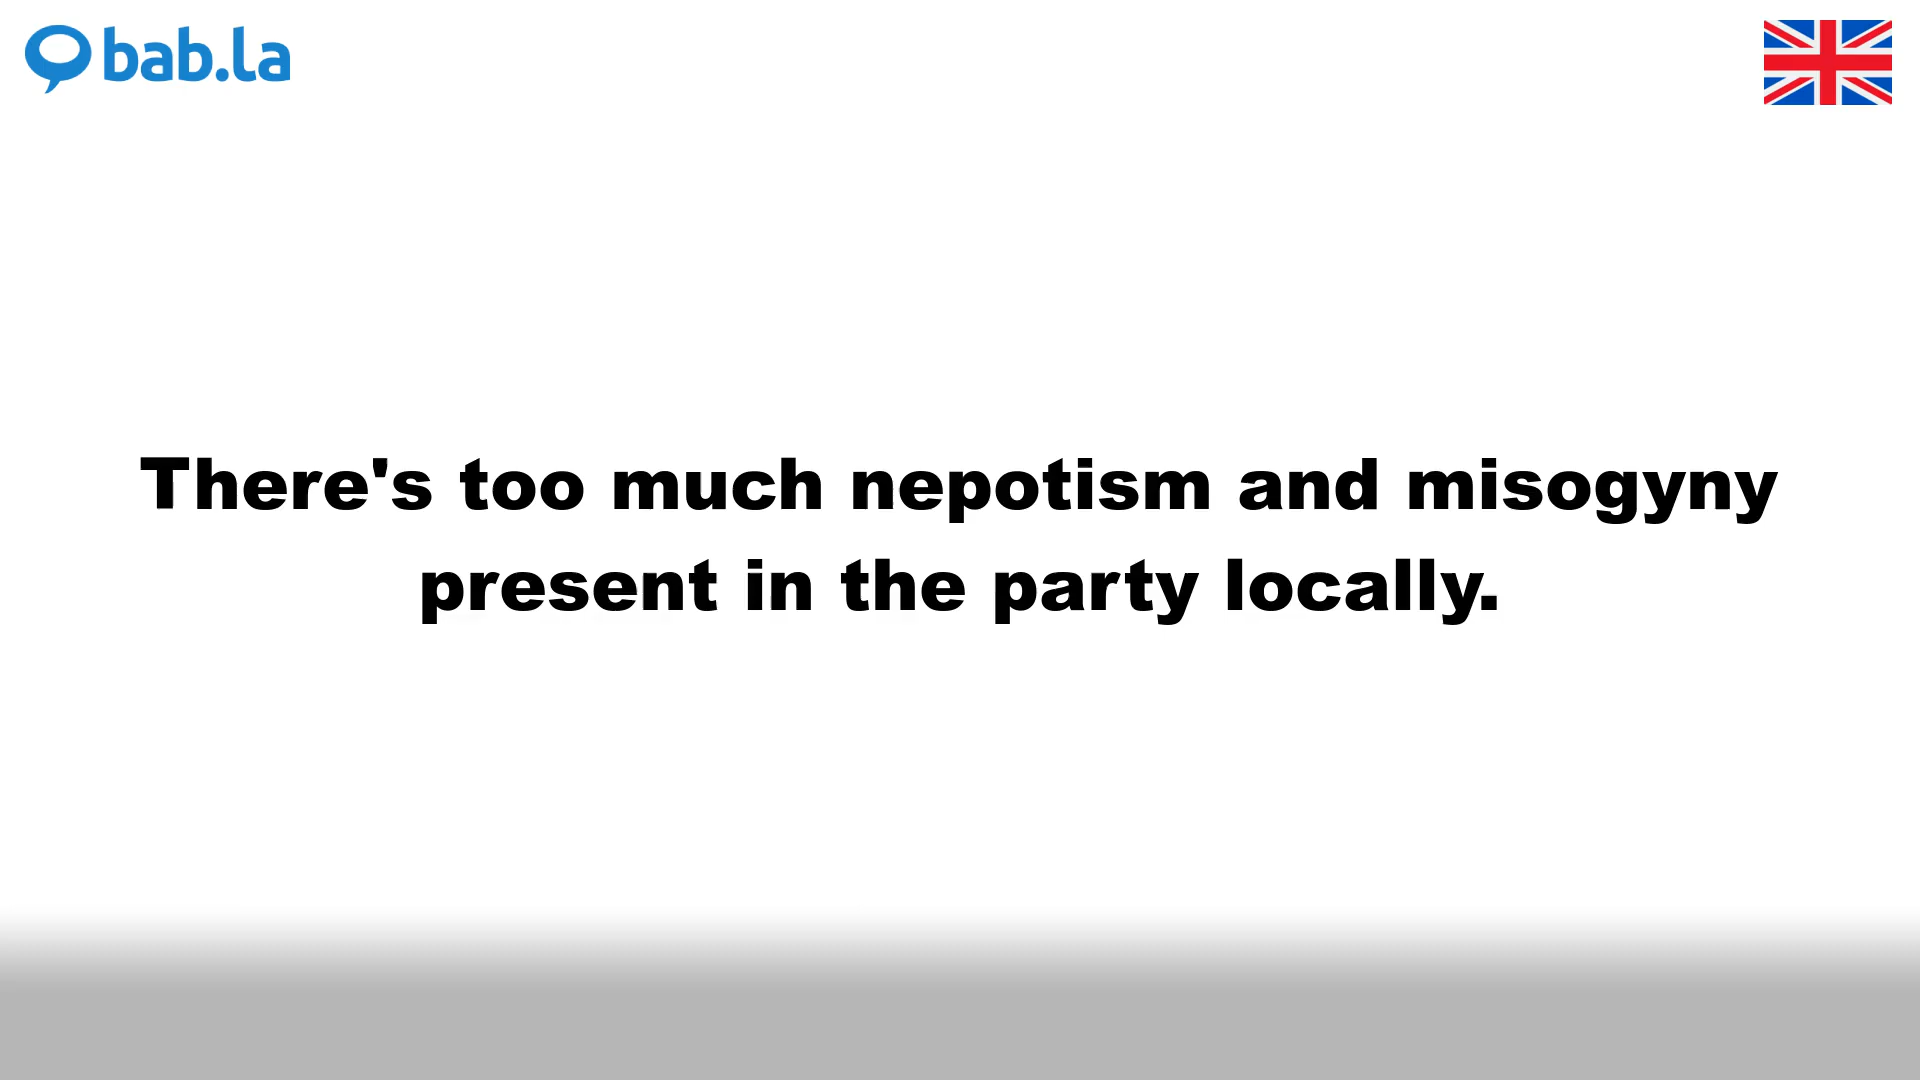 bab.la
There's too much nepotism and misogyny
present in the party locally.